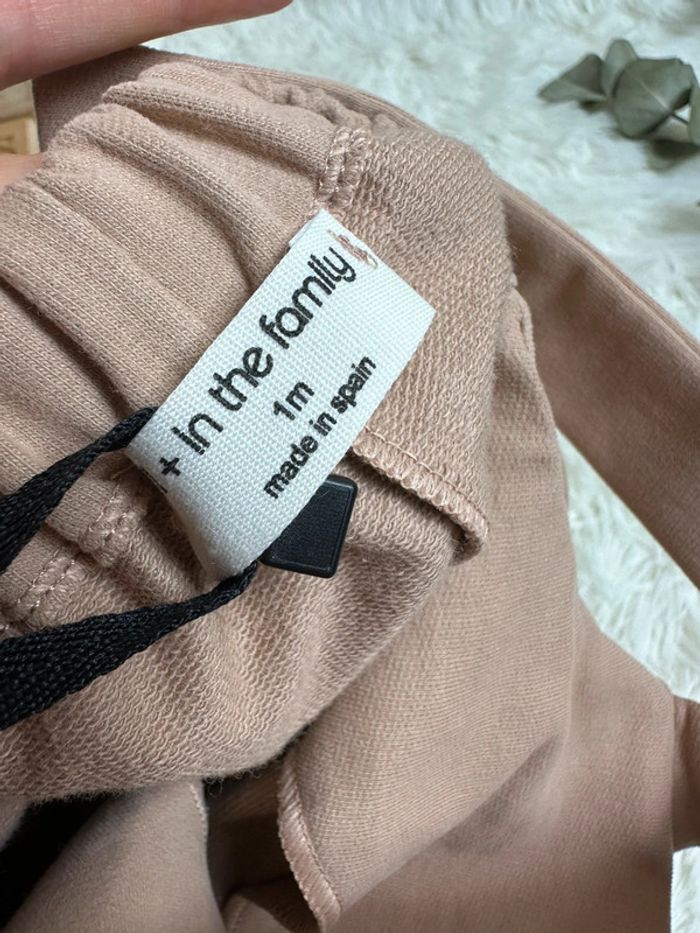 + in the family
1m
made in spain